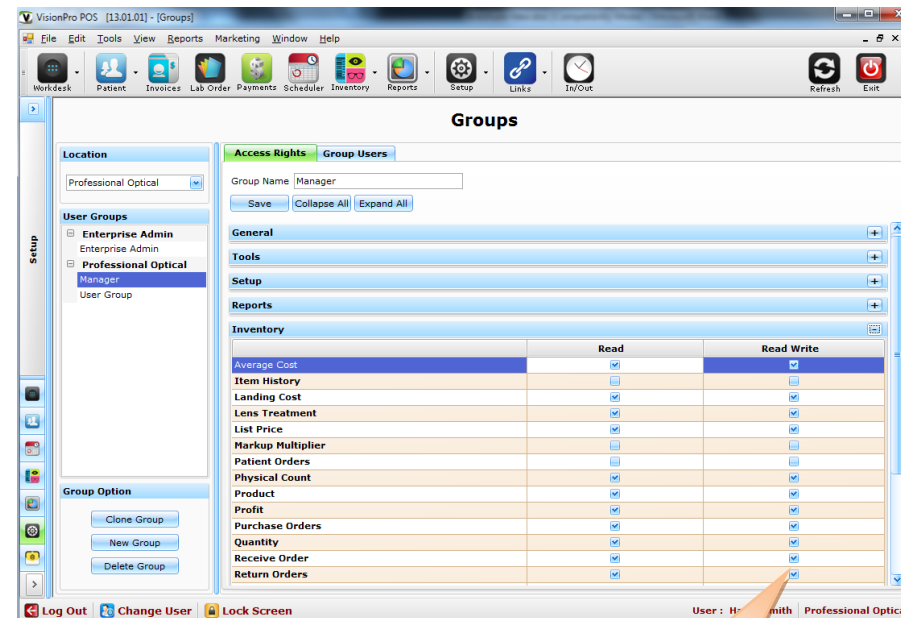 VisionPro POS [13.01.01] - [Groups]
File Edit Tools View Reports Marketing Window Help
Workdesk Patient Invoices Lab Order Payments Scheduler Inventory Reports Setup Links In/Out Refresh Exit
Groups
Setup
Location
Professional Optical
User Groups
Enterprise Admin
Enterprise Admin
Professional Optical
Manager
User Group
Group Option
Clone Group
New Group
Delete Group
Access Rights Group Users
Group Name Manager
Save Collapse All Expand All
General
Tools
Setup
Reports
Inventory
Read Read Write
Average Cost
Item History
Landing Cost
Lens Treatment
List Price
Markup Multiplier
Patient Orders
Physical Count
Product
Profit
Purchase Orders
Quantity
Receive Order
Return Orders
Log Out Change User Lock Screen User : Professional